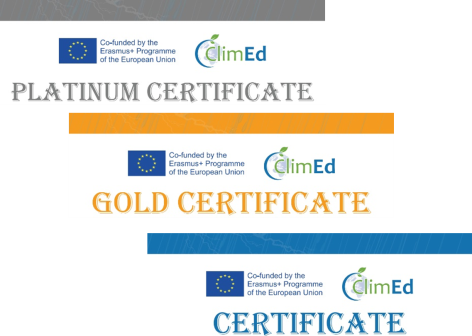 Co-funded by the
Erasmus+ Programme
of the European Union
ClimEd
PLATINUM CERTIFICATE
Co-funded by the
Erasmus+ Programme
of the European Union
ClimEd
GOLD CERTIFICATE
Co-funded by the
Erasmus+ Programme
of the European Union
ClimEd
CERTIFICATE